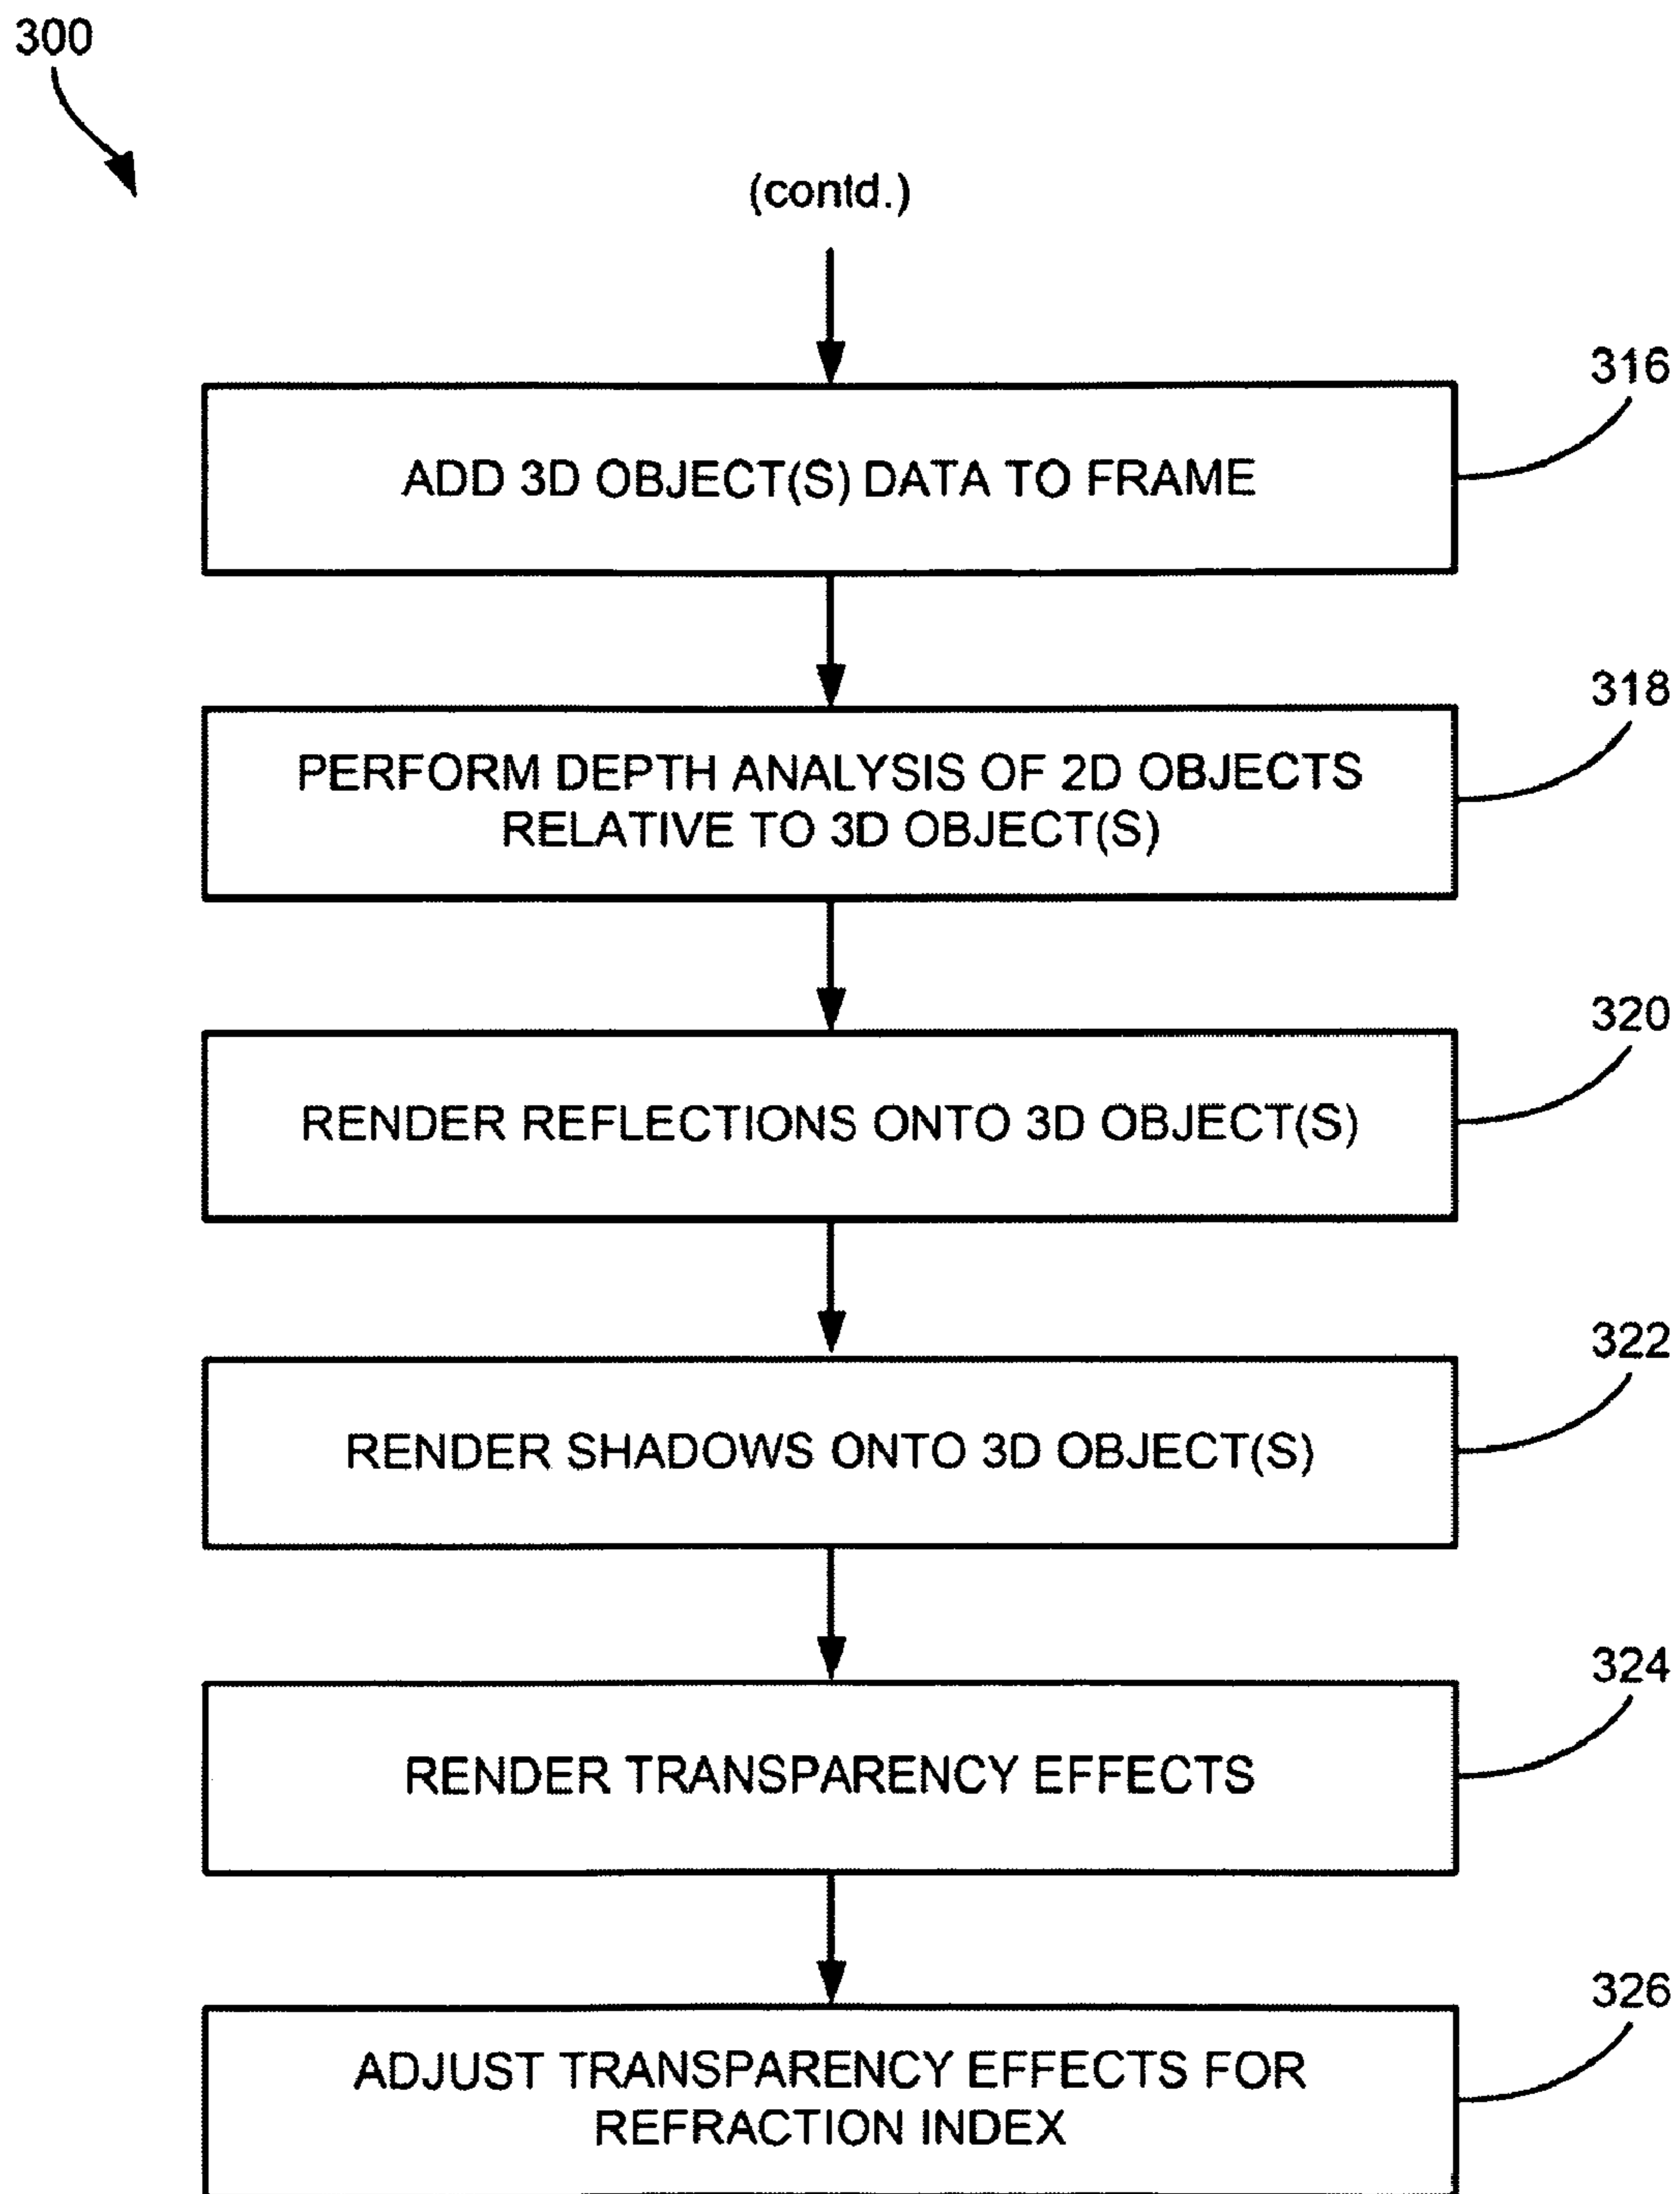 300
(contd.)
316
ADD 3D OBJECT(S) DATA TO FRAME
318
PERFORM DEPTH ANALYSIS OF 2D OBJECTS
RELATIVE TO 3D OBJECT(S)
320
RENDER REFLECTIONS ONTO 3D OBJECT(S)
322
RENDER SHADOWS ONTO 3D OBJECT(S)
324
RENDER TRANSPARENCY EFFECTS
326
ADJUST TRANSPARENCY EFFECTS FOR
REFRACTION INDEX